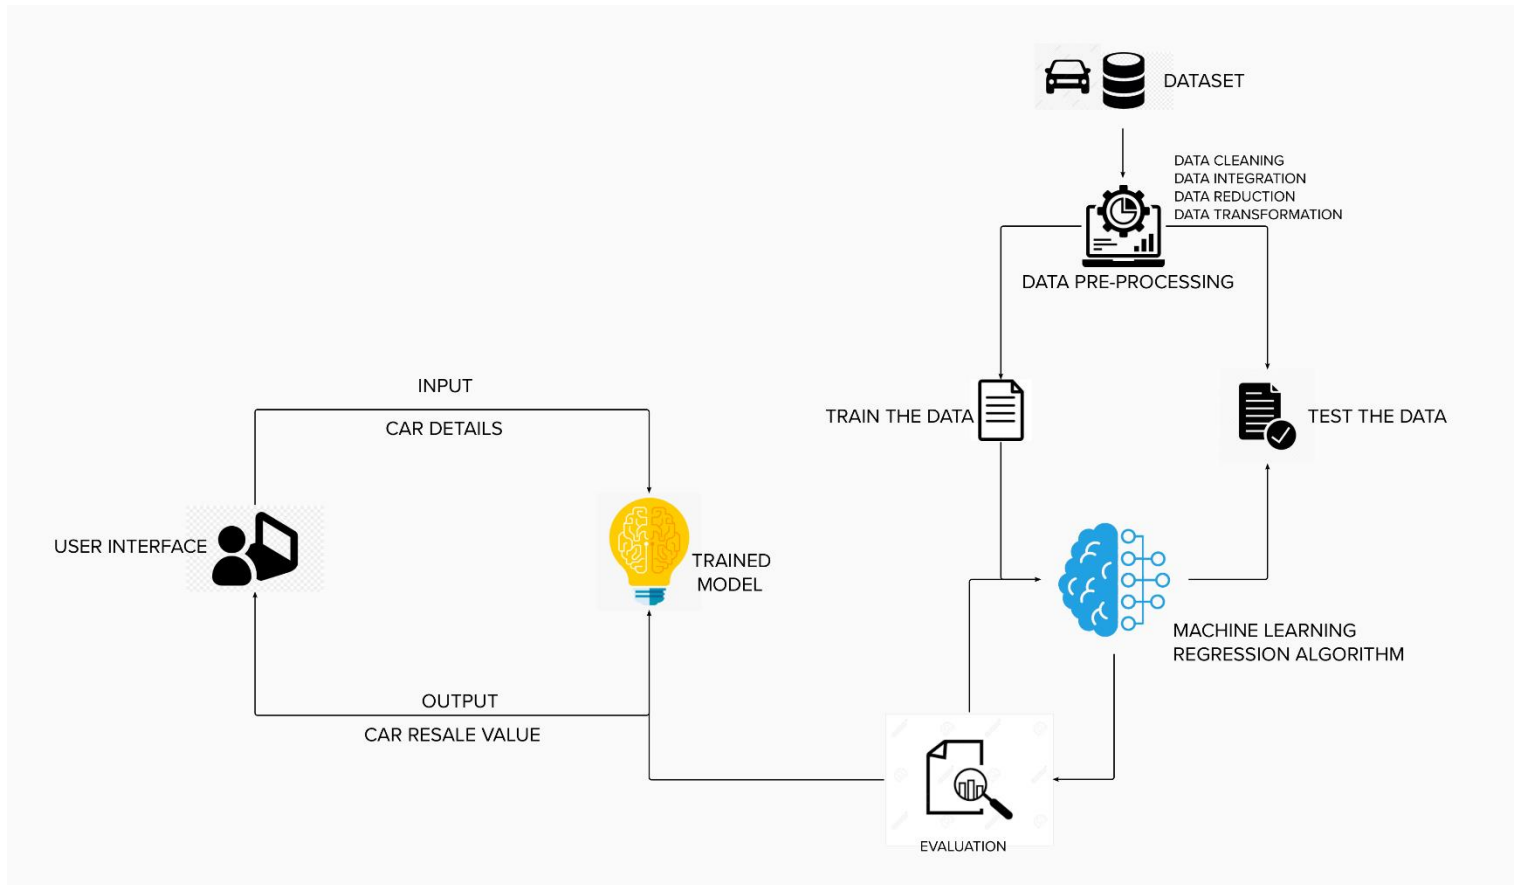 DATASET
DATA CLEANING
DATA INTEGRATION
DATA REDUCTION
DATA TRANSFORMATION
DATA PRE-PROCESSING
INPUT
CAR DETAILS
TRAIN THE DATA
TEST THE DATA
USER INTERFACE
TRAINED
MODEL
MACHINE LEARNING
REGRESSION ALGORITHM
OUTPUT
CAR RESALE VALUE
EVALUATION